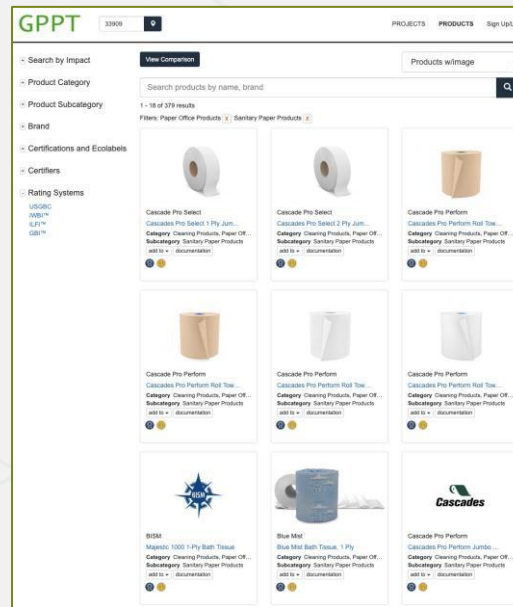 GPPT
33909
PROJECTS PRODUCTS Sign Up/L
Search by Impact
Product Category
Product Subcategory
Brand
Certifications and Ecolabels
Certifiers
Rating Systems
USGBC
IWBI™
ILFI™
GBI™
View Comparison
Products w/image
Search products by name, brand
1 - 18 of 379 results
Filters: Paper Office Products x Sanitary Paper Products x
Cascade Pro Select
Cascades Pro Select 1 Ply Jum...
Category Cleaning Products, Paper Off...
Subcategory Sanitary Paper Products
add to documentation
Cascade Pro Select
Cascades Pro Select 2 Ply Jum...
Category Cleaning Products, Paper Off...
Subcategory Sanitary Paper Products
add to documentation
Cascade Pro Perform
Cascades Pro Perform Roll Tow...
Category Cleaning Products, Paper Off...
Subcategory Sanitary Paper Products
add to documentation
Cascade Pro Perform
Cascades Pro Perform Roll Tow...
Category Cleaning Products, Paper Off...
Subcategory Sanitary Paper Products
add to documentation
Cascade Pro Perform
Cascades Pro Perform Roll Tow...
Category Cleaning Products, Paper Off...
Subcategory Sanitary Paper Products
add to documentation
Cascade Pro Perform
Cascades Pro Perform Roll Tow...
Category Cleaning Products, Paper Off...
Subcategory Sanitary Paper Products
add to documentation
BISM
BISM
Majestic 1000 1-Ply Bath Tissue
Category Cleaning Products, Paper Off...
Subcategory Sanitary Paper Products
add to documentation
Blue Mist
Blue Mist Bath Tissue, 1 Ply
Category Cleaning Products, Paper Off...
Subcategory Sanitary Paper Products
add to documentation
Cascades
Cascade Pro Perform
Cascades Pro Perform Jumbo ...
Category Cleaning Products, Paper Off...
Subcategory Sanitary Paper Products
add to documentation